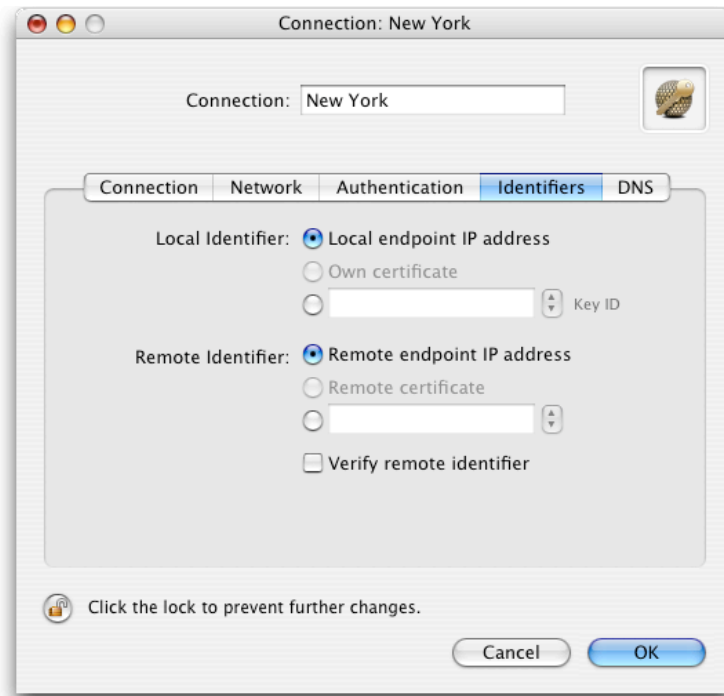 Connection: New York
Connection: New York
Connection Network Authentication Identifiers DNS
Local Identifier: Local endpoint IP address
Own certificate
Key ID
Remote Identifier: Remote endpoint IP address
Remote certificate
Verify remote identifier
Click the lock to prevent further changes.
Cancel OK